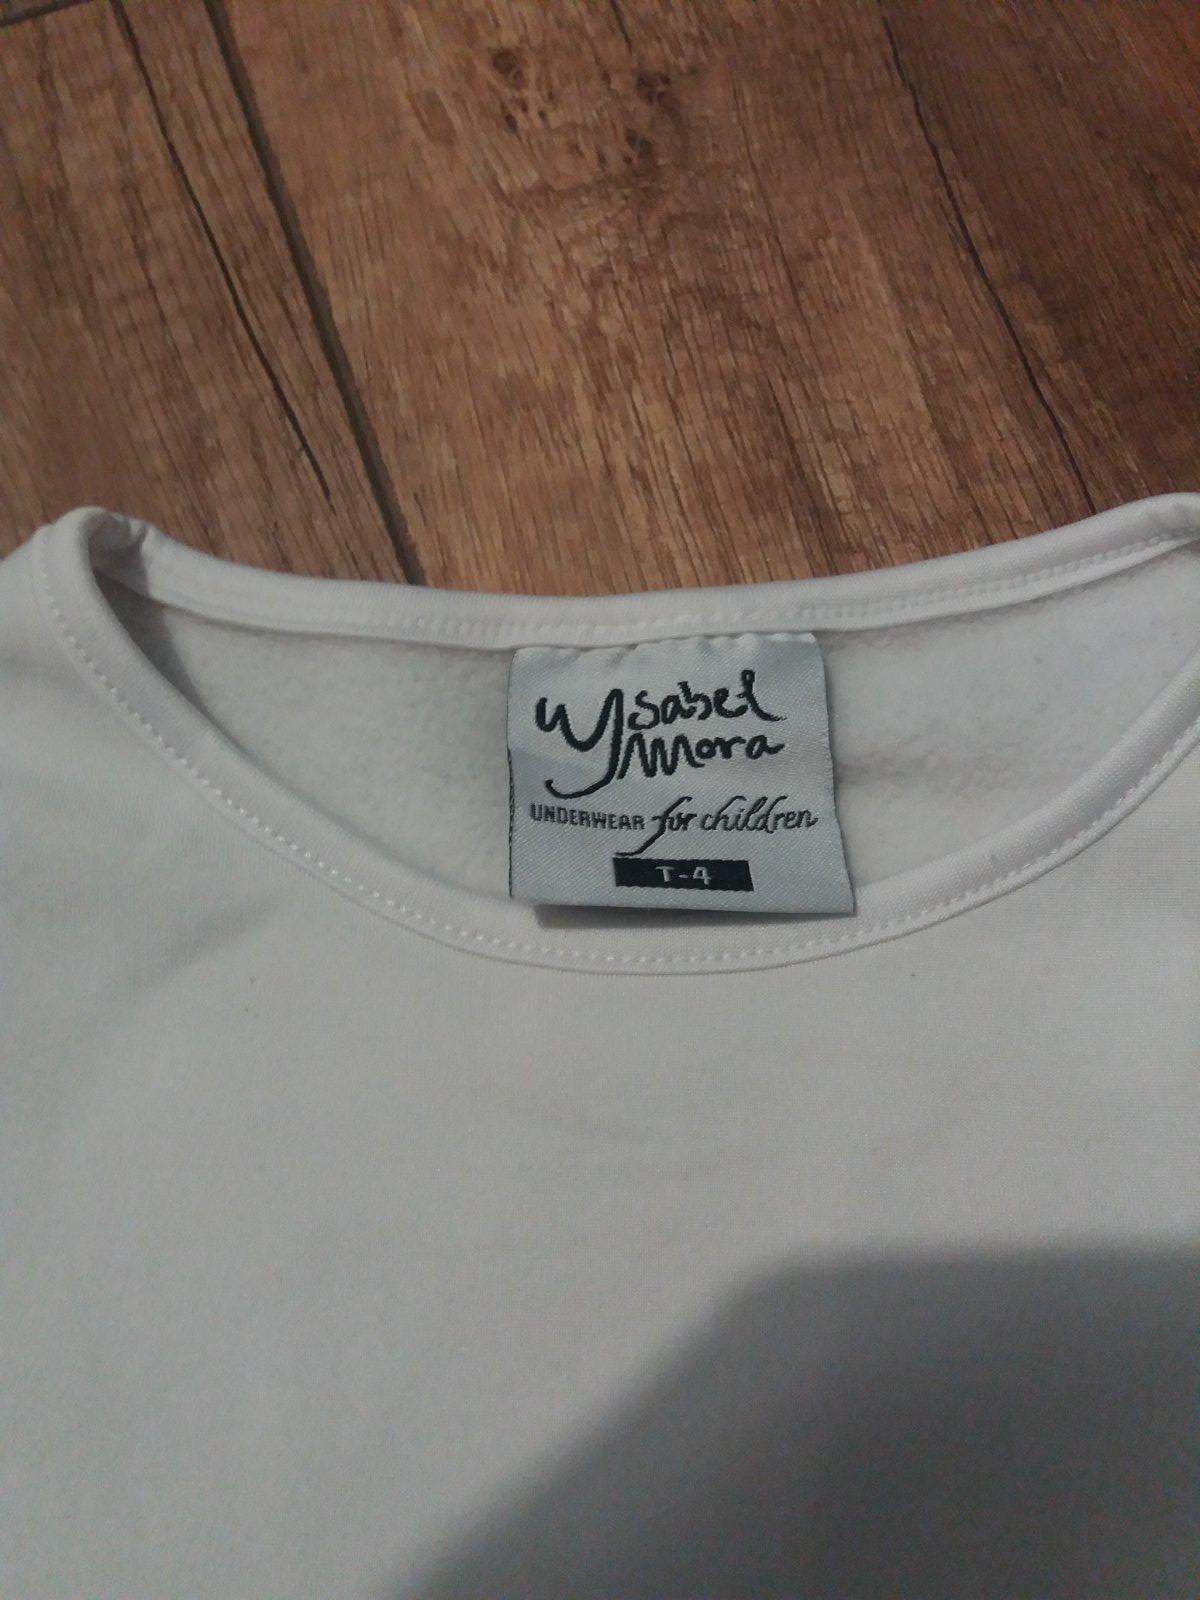 Ysabel
Mora
UNDERWEAR for children
T-4